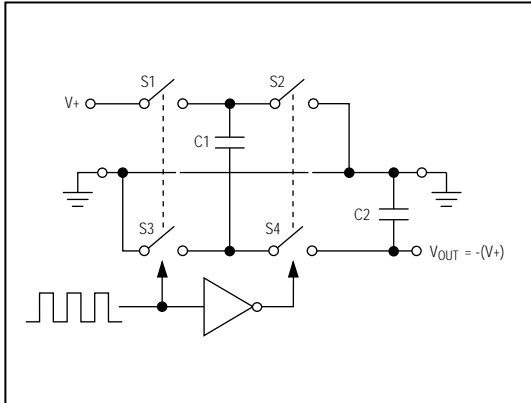 S1
S2
V+
C1
C2
S3
S4
VOUT = -(V+)